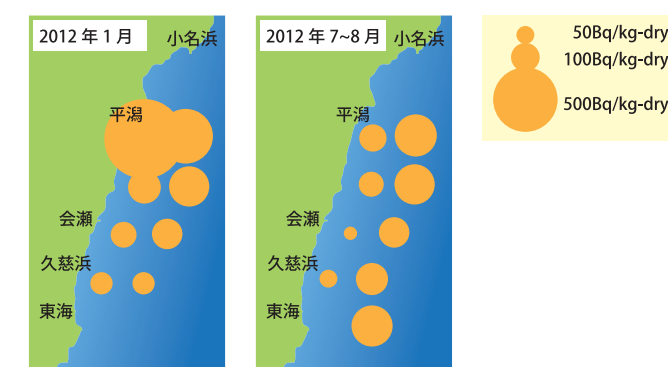 2012 年 1 月
小名浜
平潟
会瀬
久慈浜
東海
2012 年 7~8 月
小名浜
平潟
会瀬
久慈浜
東海
50Bq/kg-dry
100Bq/kg-dry
500Bq/kg-dry